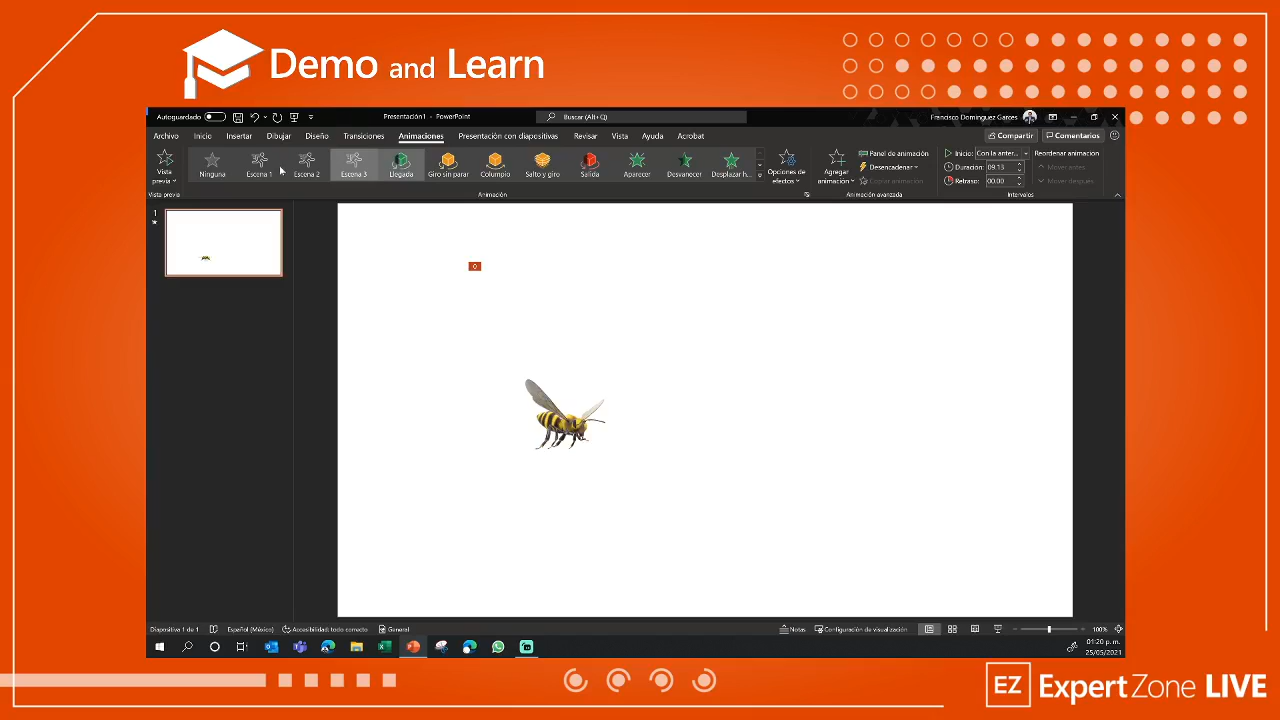 Demo and Learn
Autoguardado
Presentación1 - PowerPoint
Buscar (Alt+Q)
Francisco Dominguez Garces
Archivo Inicio Insertar Dibujar Diseño Transiciones Animaciones Presentación con diapositivas Revisar Vista Ayuda Acrobat
Compartir Comentarios
Vista previa
Ninguna Escena 1 Escena 2 Escena 3 Llegada Giro sin parar Columpio Salto y giro Salida Aparecer Desvanecer Desplazar h...
Opciones de efectos
Agregar animación
Panel de animación
Desencadenar
Copiar animación
Inicio: Con la anter...
Duración: 09.15
Retraso: 00.00
Reordenar animación
Mover antes
Mover después
Vista previa Animación Animación avanzada Intervalos
1
0
Diapositiva 1 de 1 Español (México) Accesibilidad: todo correcto General
Notas Configuración de visualización 100%
01:20 p. m.
25/05/2021
EZ ExpertZone LIVE